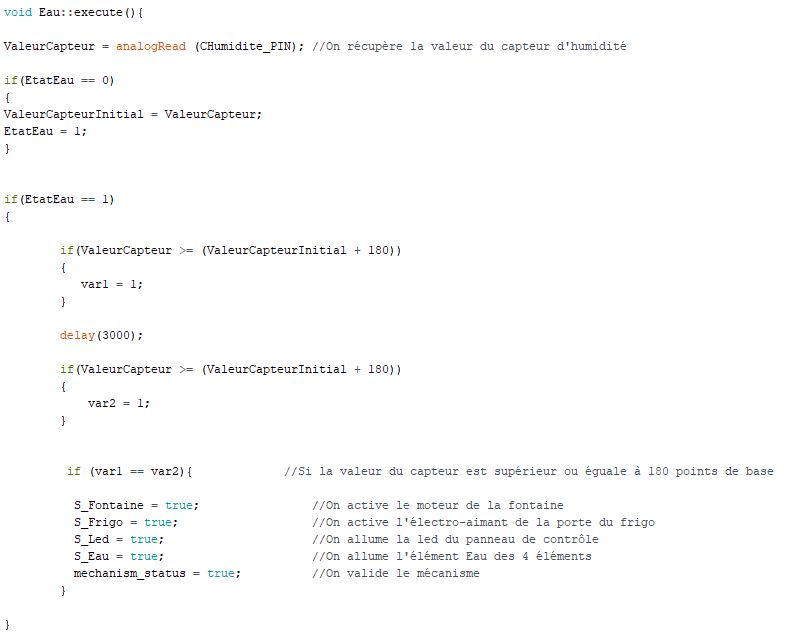 void Eau::execute(){
ValeurCapteur = analogRead (CHumidite_PIN); //On récupère la valeur du capteur d'humidité
if(EtatEau == 0)
{
ValeurCapteurInitial = ValeurCapteur;
EtatEau = 1;
}
if(EtatEau == 1)
{
if(ValeurCapteur >= (ValeurCapteurInitial + 180))
{
var1 = 1;
}
delay(3000);
if(ValeurCapteur >= (ValeurCapteurInitial + 180))
{
var2 = 1;
}
if (var1 == var2){ //Si la valeur du capteur est supérieur ou éguale à 180 points de base
S_Fontaine = true; //On active le moteur de la fontaine
S_Frigo = true; //On active l'électro-aimant de la porte du frigo
S_Led = true; //On allume la led du panneau de contrôle
S_Eau = true; //On allume l'élément Eau des 4 éléments
mechanism_status = true; //On valide le mécanisme
}
}